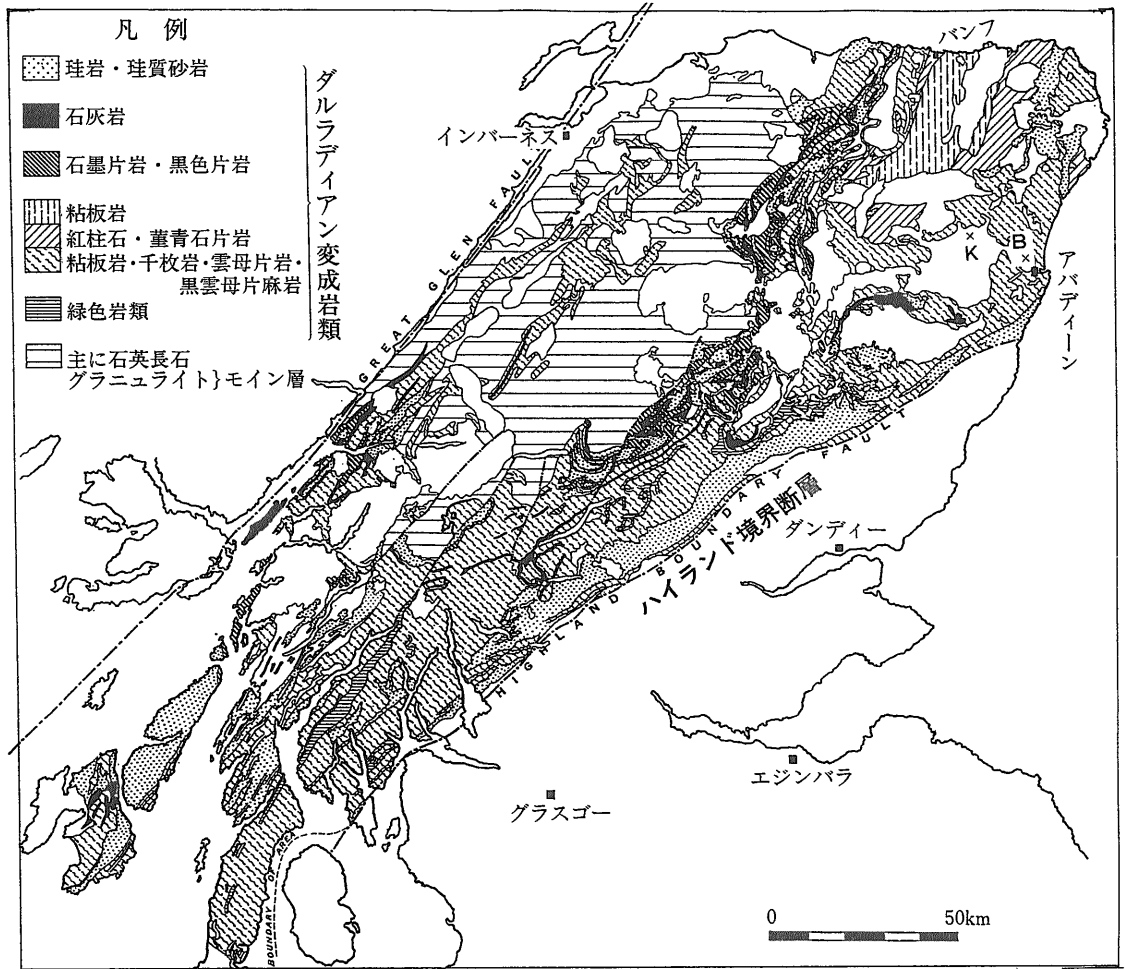 凡例
珪岩・珪質砂岩
石灰岩
石墨片岩・黒色片岩
粘板岩
紅柱石・菫青石片岩
粘板岩・千枚岩・雲母片岩・
黒雲母片麻岩
緑色岩類
ダルラディアン変成岩類
主に石英長石
グラニュライト}モイン層
バンフ
インバーネス
GREAT GLEN FAULT
K
B
アバディーン
HIGHLAND BOUNDARY FAULT
ハイランド境界断層
ダンディー
エジンバラ
グラスゴー
BOUNDARY OF AREA
0 50km